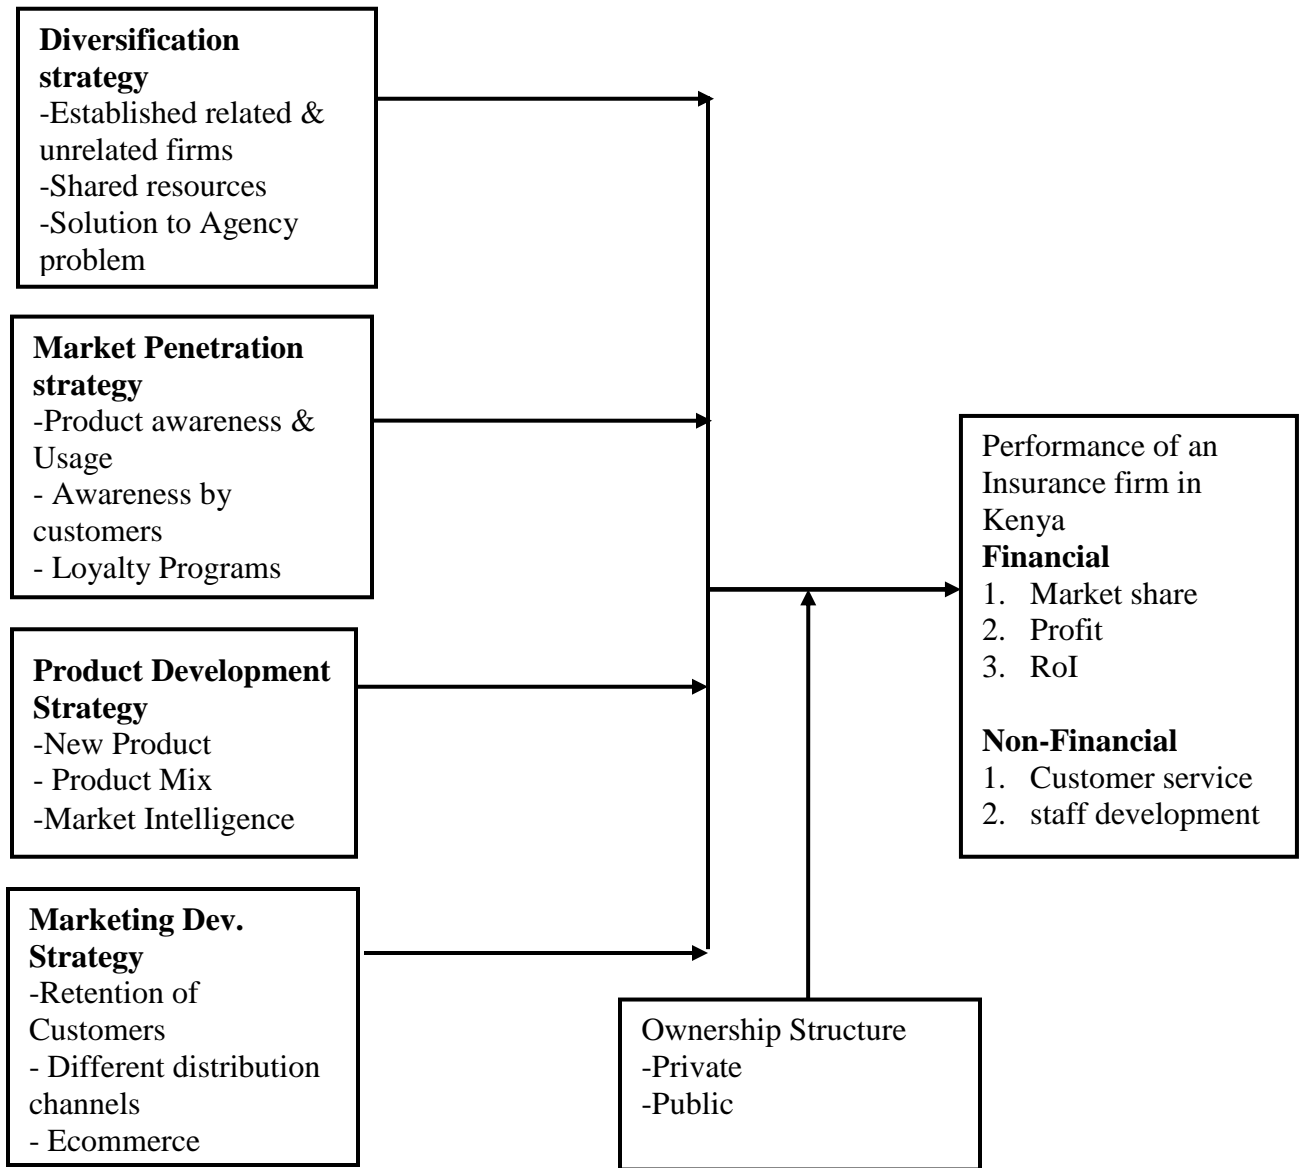 Diversification
strategy
-Established related &
unrelated firms
-Shared resources
-Solution to Agency
problem
Market Penetration
strategy
-Product awareness &
Usage
- Awareness by
customers
- Loyalty Programs
Product Development
Strategy
-New Product
- Product Mix
-Market Intelligence
Marketing Dev.
Strategy
-Retention of
Customers
- Different distribution
channels
- Ecommerce
Ownership Structure
-Private
-Public
Performance of an
Insurance firm in
Kenya
Financial
1. Market share
2. Profit
3. RoI
Non-Financial
1. Customer service
2. staff development